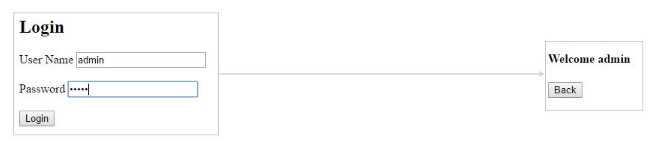 Login
User Name admin
Password •••••
Login
Welcome admin
Back